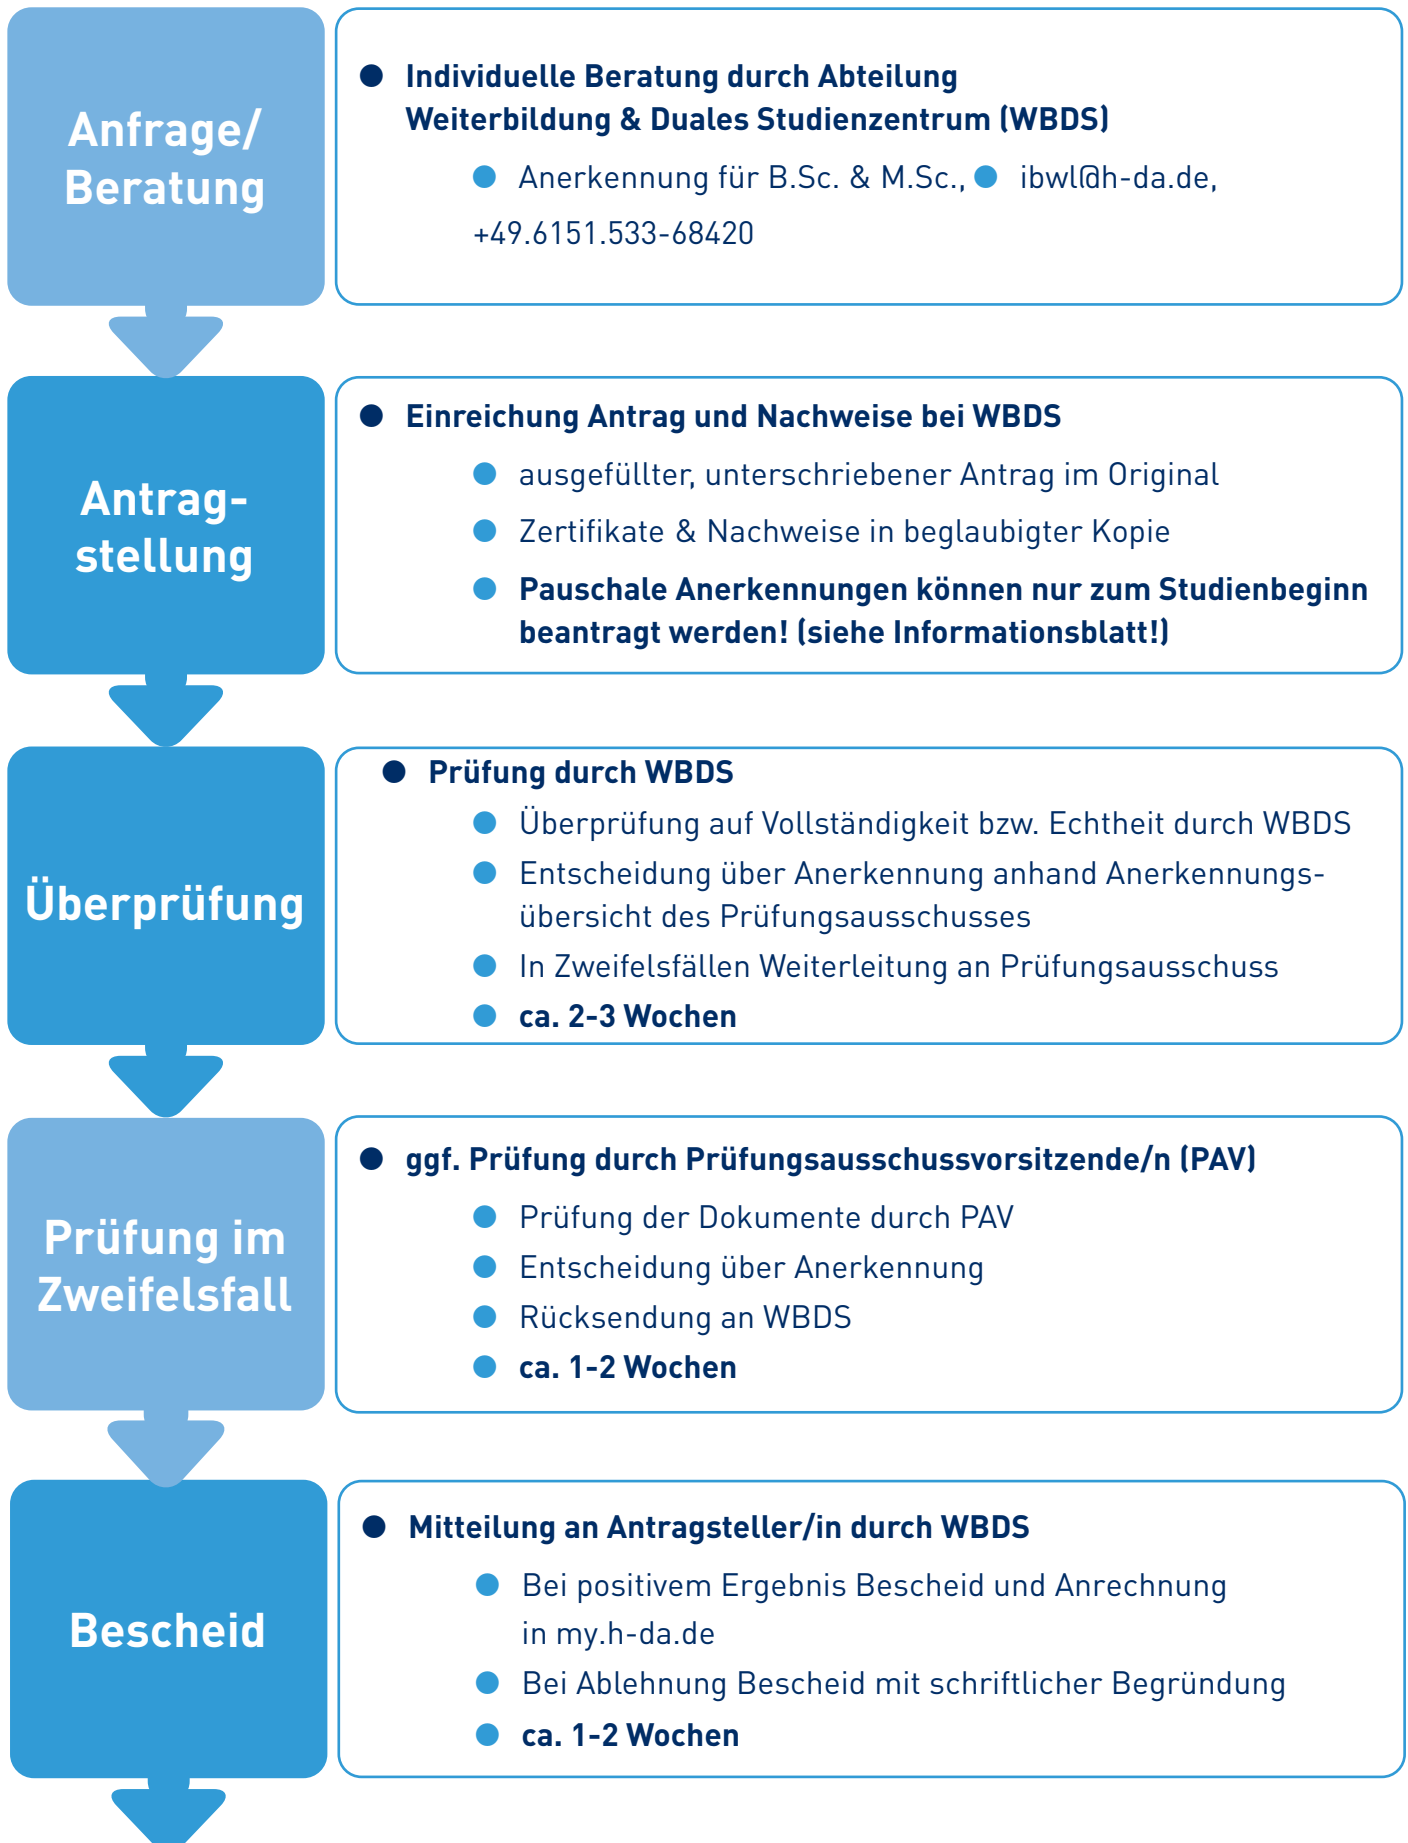 Anfrage/
Beratung
● Individuelle Beratung durch Abteilung
Weiterbildung & Duales Studienzentrum (WBDS)
● Anerkennung für B.Sc. & M.Sc., ● ibwl@h-da.de,
+49.6151.533-68420
Antrag-
stellung
● Einreichung Antrag und Nachweise bei WBDS
● ausgefüllter, unterschriebener Antrag im Original
● Zertifikate & Nachweise in beglaubigter Kopie
● Pauschale Anerkennungen können nur zum Studienbeginn
beantragt werden! (siehe Informationsblatt!)
Überprüfung
● Prüfung durch WBDS
● Überprüfung auf Vollständigkeit bzw. Echtheit durch WBDS
● Entscheidung über Anerkennung anhand Anerkennungs-
übersicht des Prüfungsausschusses
● In Zweifelsfällen Weiterleitung an Prüfungsausschuss
● ca. 2-3 Wochen
Prüfung im
Zweifelsfall
● ggf. Prüfung durch Prüfungsausschussvorsitzende/n (PAV)
● Prüfung der Dokumente durch PAV
● Entscheidung über Anerkennung
● Rücksendung an WBDS
● ca. 1-2 Wochen
Bescheid
● Mitteilung an Antragsteller/in durch WBDS
● Bei positivem Ergebnis Bescheid und Anrechnung
in my.h-da.de
● Bei Ablehnung Bescheid mit schriftlicher Begründung
● ca. 1-2 Wochen